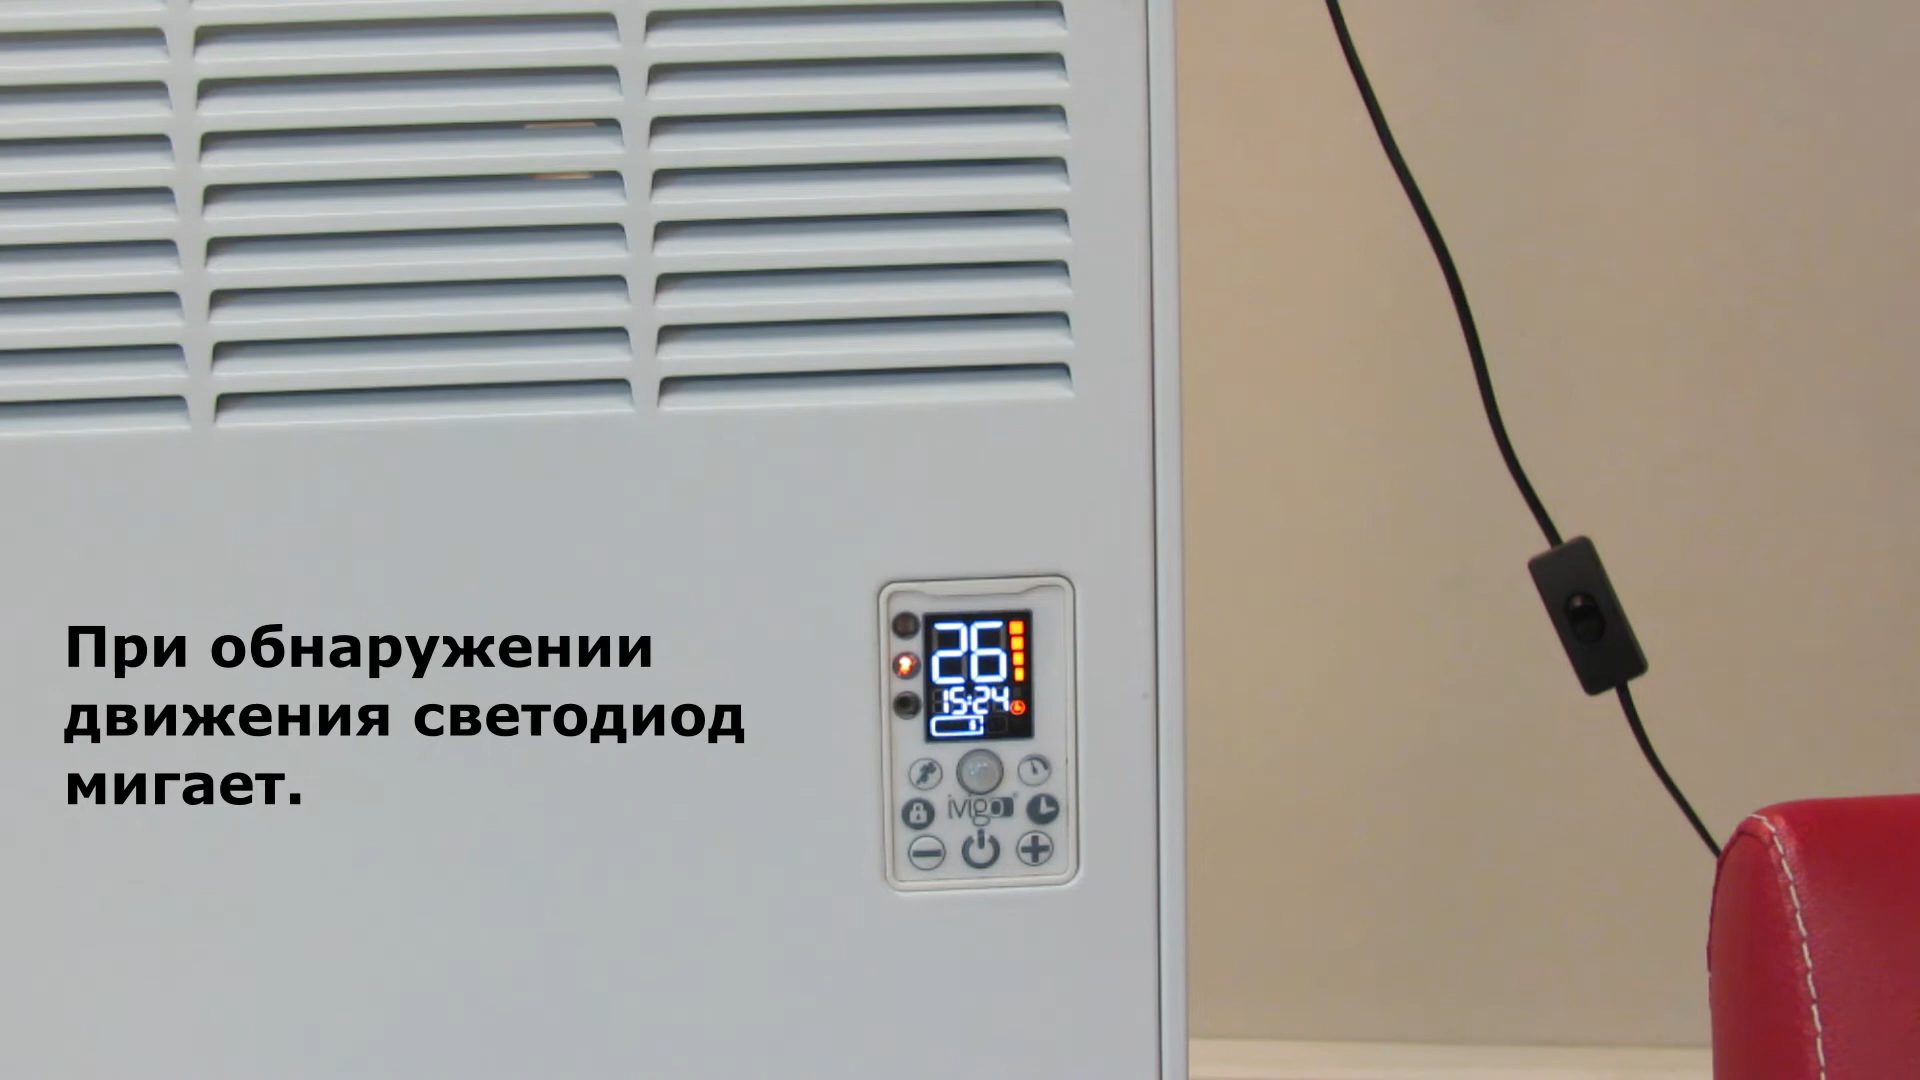 При обнаружении
движения светодиод
мигает.
26
15:24
ivigo